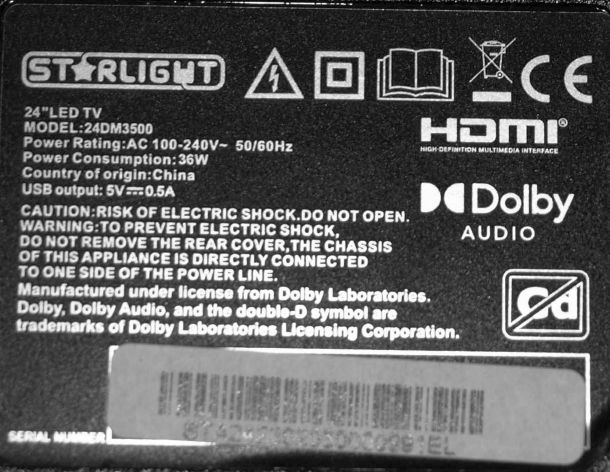 STARLIGHT
24"LED TV
MODEL:24DM3500
Power Rating:AC 100-240V~ 50/60Hz
Power Consumption:36W
Country of origin:China
USB output: 5V⎓0.5A
CE
HDMI®
HIGH-DEFINITION MULTIMEDIA INTERFACE
Dolby
AUDIO
CAUTION:RISK OF ELECTRIC SHOCK.DO NOT OPEN.
WARNING:TO PREVENT ELECTRIC SHOCK,
DO NOT REMOVE THE REAR COVER,THE CHASSIS
OF THIS APPLIANCE IS DIRECTLY CONNECTED
TO ONE SIDE OF THE POWER LINE.
Manufactured under license from Dolby Laboratories.
Dolby, Dolby Audio, and the double-D symbol are
trademarks of Dolby Laboratories Licensing Corporation.
Cd
SERIAL NUMBER